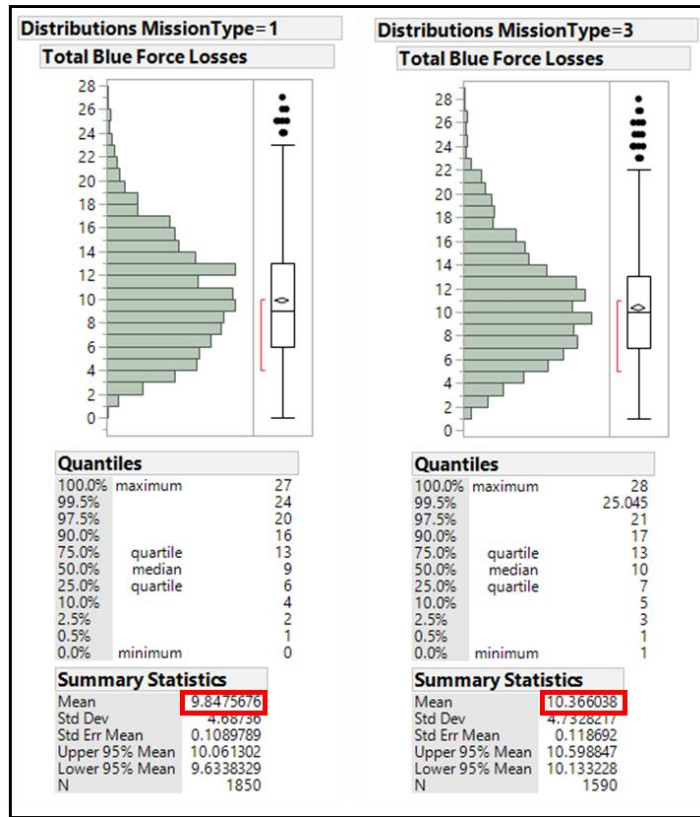 Distributions MissionType=1
Total Blue Force Losses
28
26
24
22
20
18
16
14
12
10
8
6
4
2
0
Quantiles
100.0% maximum 27
99.5% 24
97.5% 20
90.0% 16
75.0% quartile 13
50.0% median 9
25.0% quartile 6
10.0% 4
2.5% 2
0.5% 1
0.0% minimum 0
Summary Statistics
Mean 9.8475676
Std Dev 4.68736
Std Err Mean 0.1089789
Upper 95% Mean 10.061302
Lower 95% Mean 9.6338329
N 1850
Distributions MissionType=3
Total Blue Force Losses
28
26
24
22
20
18
16
14
12
10
8
6
4
2
0
Quantiles
100.0% maximum 28
99.5% 25.045
97.5% 21
90.0% 17
75.0% quartile 13
50.0% median 10
25.0% quartile 7
10.0% 5
2.5% 3
0.5% 1
0.0% minimum 1
Summary Statistics
Mean 10.366038
Std Dev 4.7328217
Std Err Mean 0.118692
Upper 95% Mean 10.598847
Lower 95% Mean 10.133228
N 1590